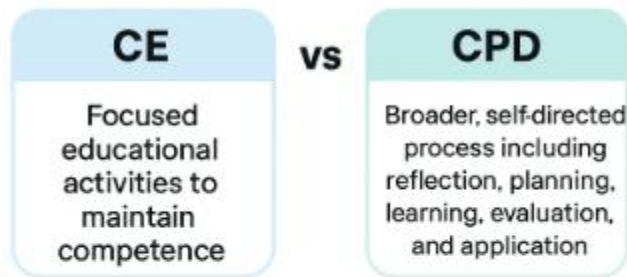 CE
vs
CPD
Focused
educational
activities to
maintain
competence
Broader, self-directed
process including
reflection, planning,
learning, evaluation,
and application